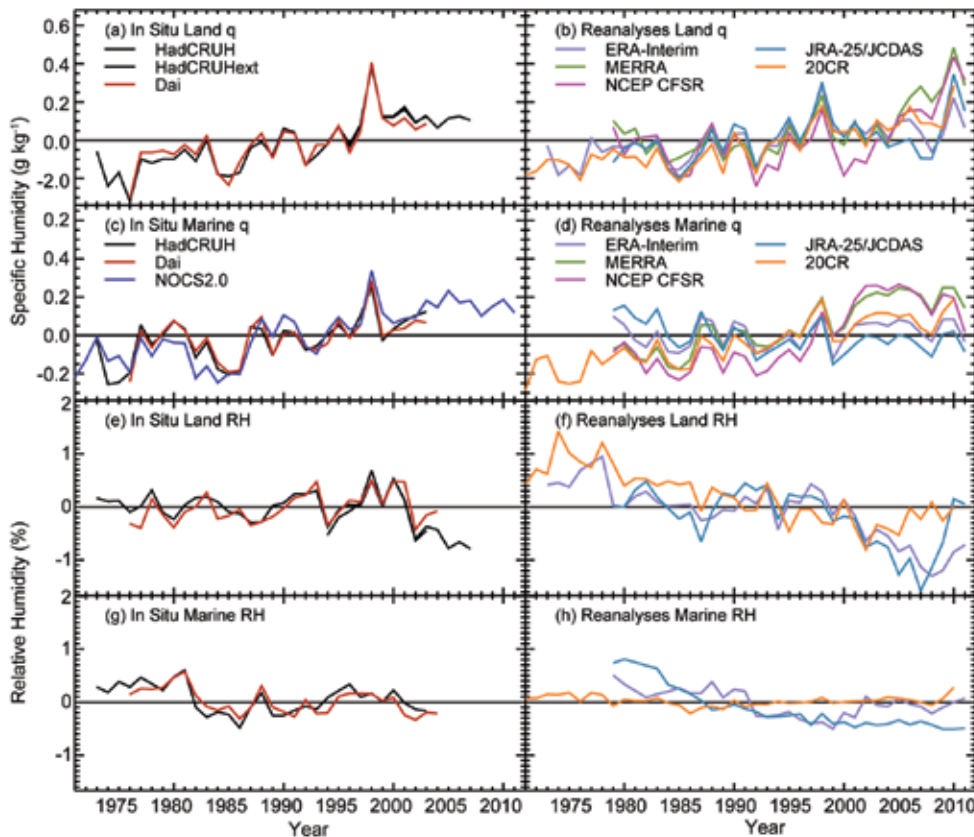 (a) In Situ Land q
HadCRUH
HadCRUHext
Dai
(b) Reanalyses Land q
ERA-Interim
MERRA
NCEP CFSR
JRA-25/JCDAS
20CR
0.6
0.4
0.2
0.0
-2.0
Specific Humidity (g kg⁻¹)
(c) In Situ Marine q
HadCRUH
Dai
NOCS2.0
(d) Reanalyses Marine q
ERA-Interim
MERRA
NCEP CFSR
JRA-25/JCDAS
20CR
0.2
0.4
0.2
0.0
-0.2
(e) In Situ Land RH
(f) Reanalyses Land RH
2
1
0
-1
Relative Humidity (%)
(g) In Situ Marine RH
(h) Reanalyses Marine RH
2
1
0
-1
1975 1980 1985 1990 1995 2000 2005 2010
1975 1980 1985 1990 1995 2000 2005 2010
Year
Year